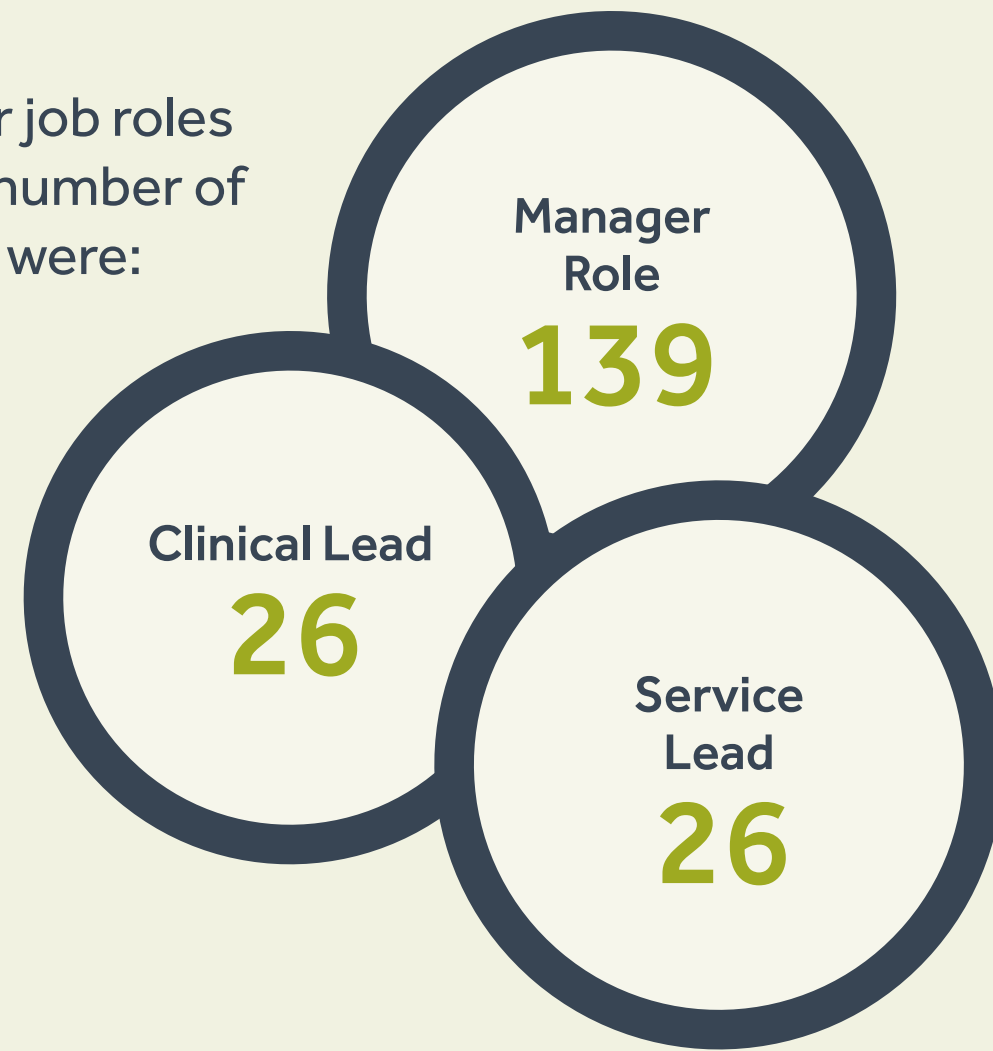 job roles
number of
were:
Manager
Role
139
Clinical Lead
26
Service
Lead
26